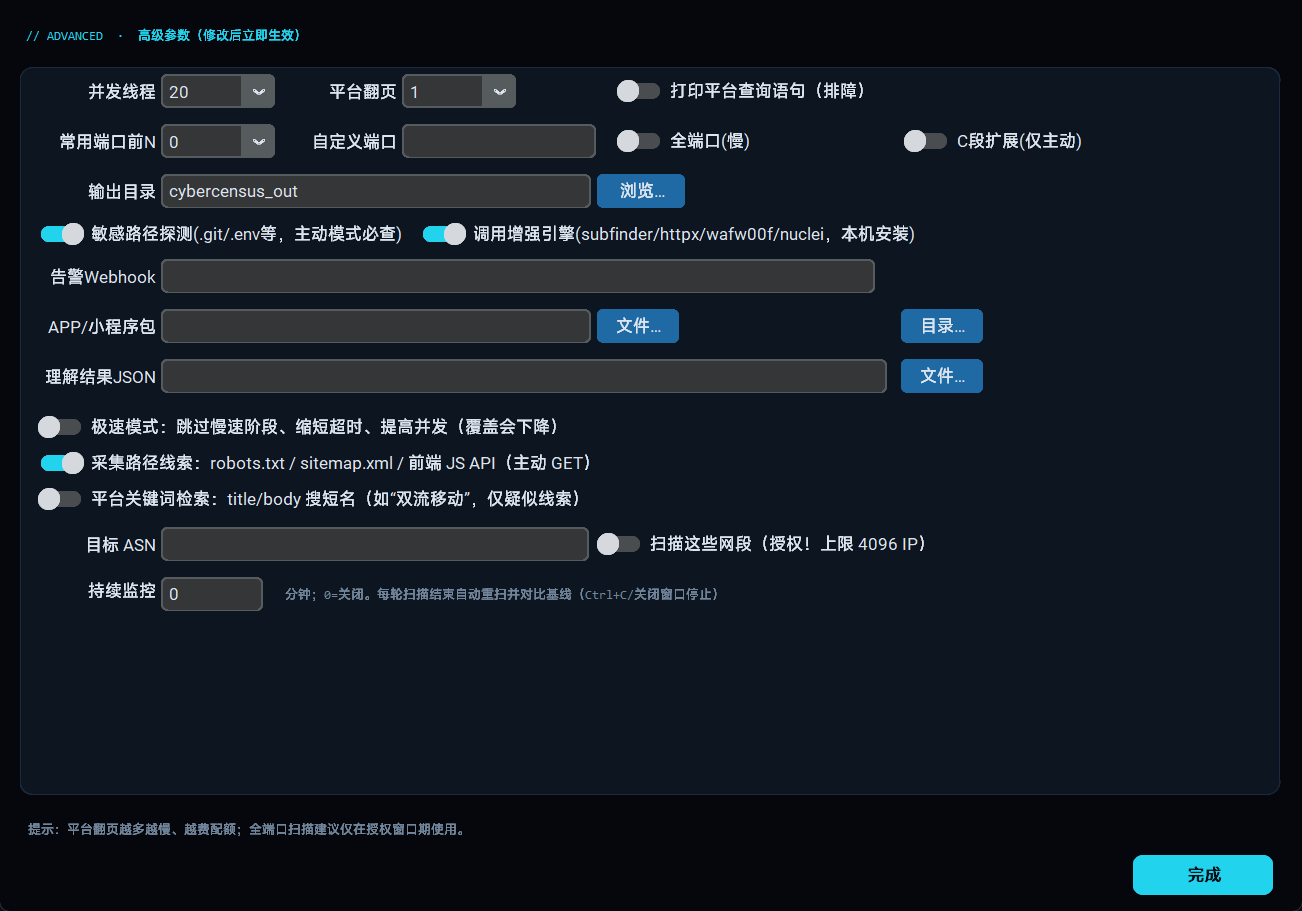 // ADVANCED · 高级参数（修改后立即生效）
并发线程 20 平台翻页 1 打印平台查询语句（排障）
常用端口前N 0 自定义端口 全端口(慢) C段扩展(仅主动)
输出目录 cybercensus_out 浏览...
敏感路径探测(.git/.env等，主动模式必查) 调用增强引擎(subfinder/httpx/wafw00f/nuclei，本机安装)
告警Webhook
APP/小程序包 文件... 目录...
理解结果JSON 文件...
极速模式：跳过慢速阶段、缩短超时、提高并发（覆盖会下降）
采集路径线索：robots.txt / sitemap.xml / 前端 JS API（主动 GET）
平台关键词检索：title/body 搜短名（如“双流移动”，仅疑似线索）
目标 ASN 扫描这些网段（授权！上限 4096 IP）
持续监控 0 分钟；0=关闭。每轮扫描结束自动重扫并对比基线（Ctrl+C/关闭窗口停止）
提示：平台翻页越多越慢、越费配额；全端口扫描建议仅在授权窗口期使用。
完成